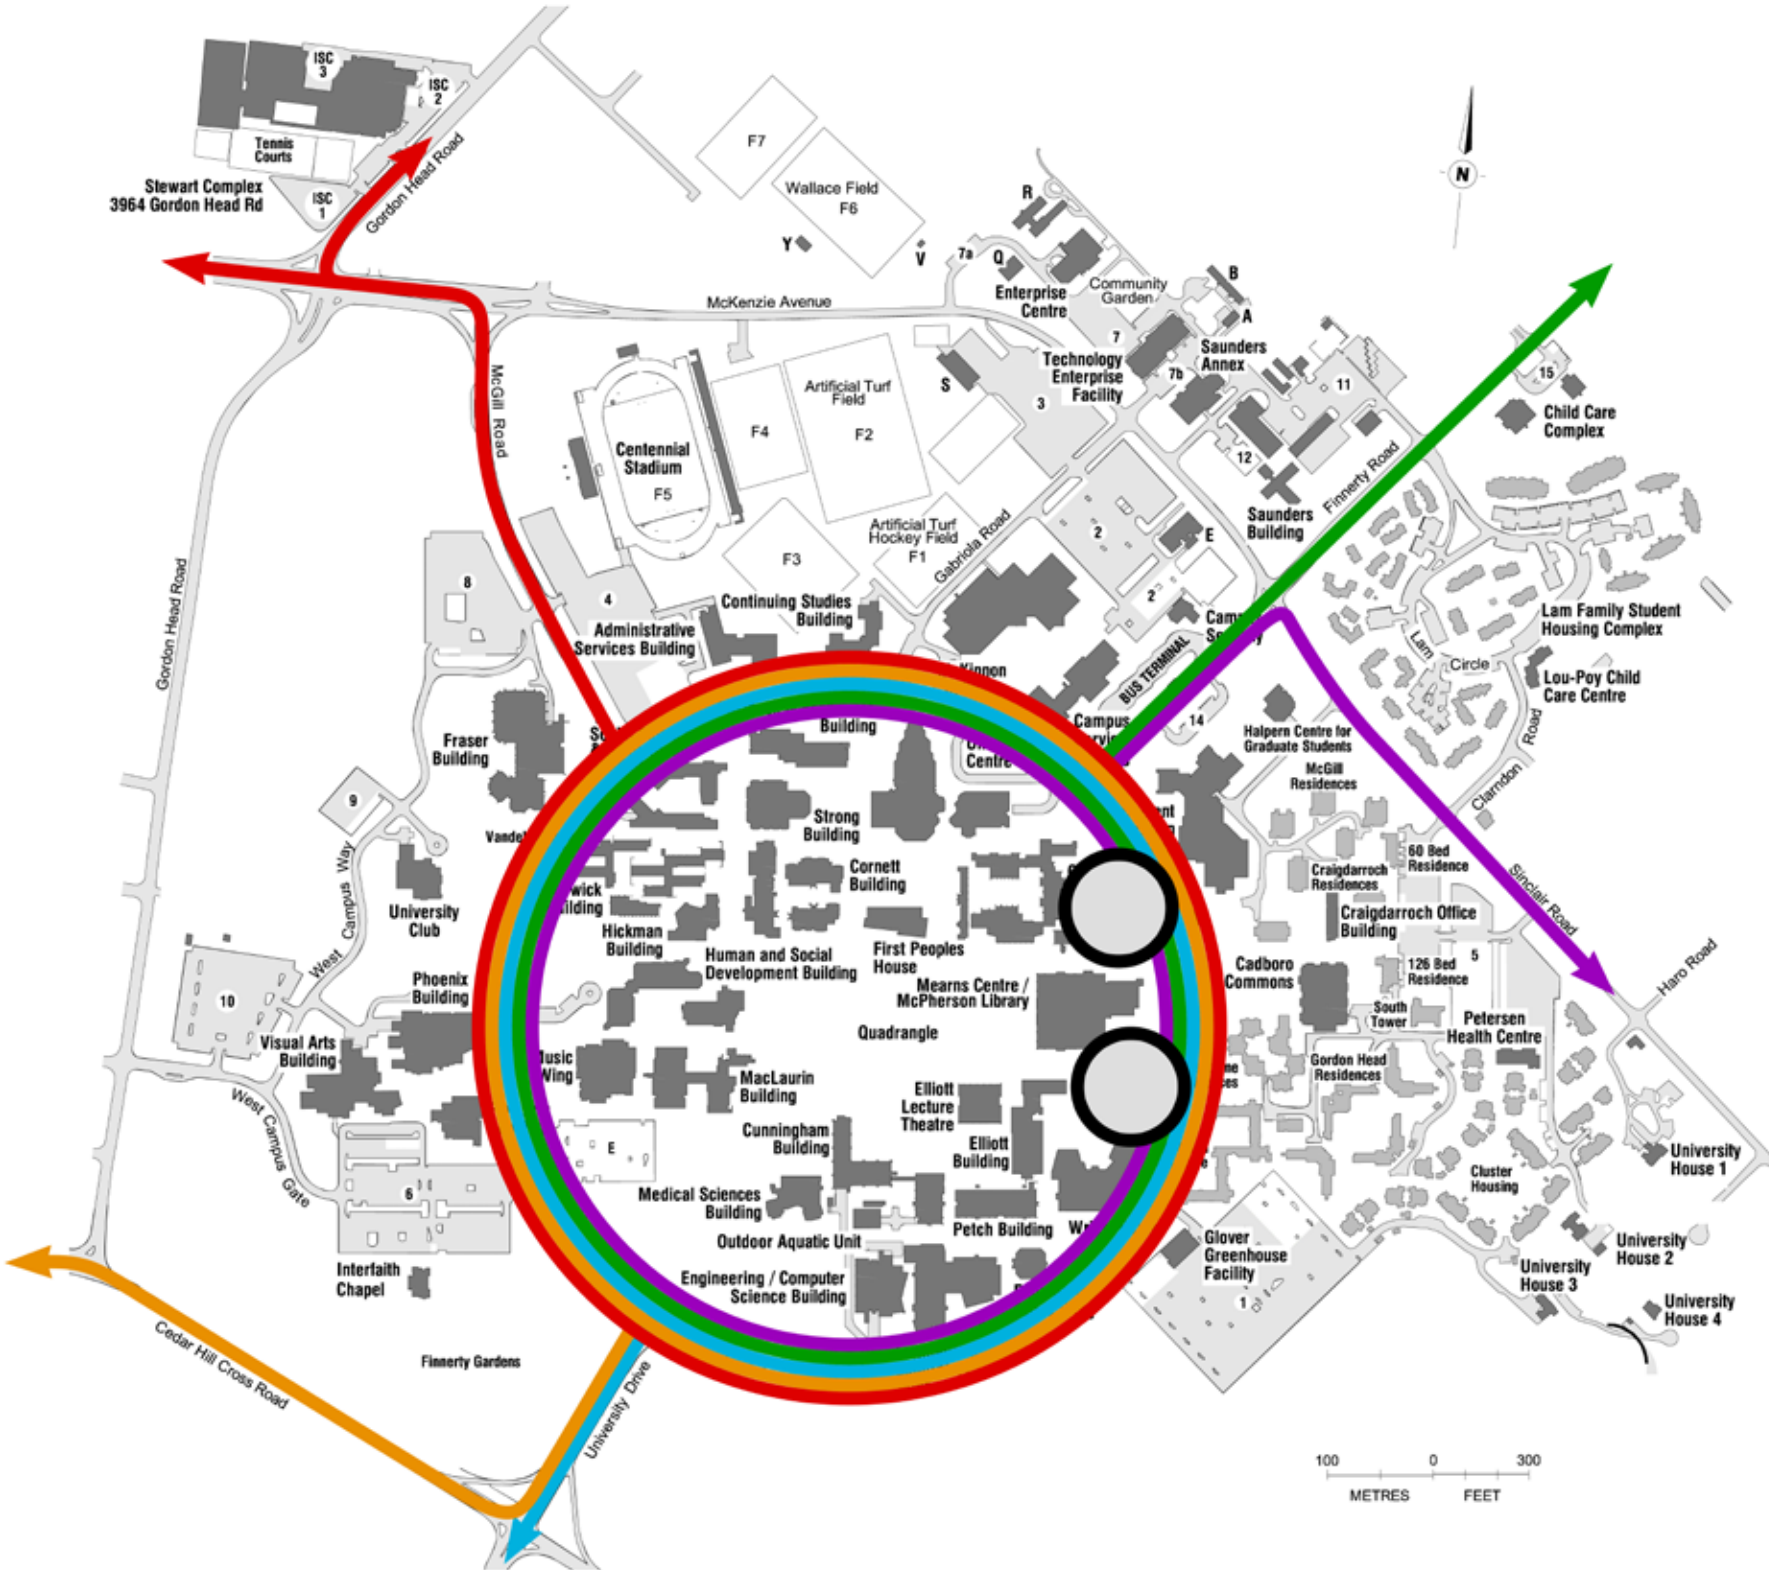 ISC
3
ISC
2
Tennis
Courts
Stewart Complex
3964 Gordon Head Rd
ISC
1
Gordon Head Road
F7
Wallace Field
F6
Y
V
R
7a
Q
Enterprise
Centre
Community
Garden
B
A
N
McKenzie Avenue
7
Technology
Enterprise
Facility
7b
Saunders
Annex
11
15
Child Care
Complex
McGill Road
Centennial
Stadium
F5
F4
Artificial Turf
Field
F2
S
3
12
Finnerty Road
Saunders
Building
Artificial Turf
Hockey Field
F1
Gabriola Road
2
E
F3
2
8
4
Gordon Head Road
Continuing Studies
Building
Administrative
Services Building
BUS TERMINAL
Lam Family Student
Housing Complex
Lam
Circle
Lou-Poy Child
Care Centre
Campus
14
Halpern Centre for
Graduate Students
McGill
Residences
Clarndon
Road
Fraser
Building
Building
Centre
9
Strong
Building
Cornett
Building
West Campus Way
University
Club
Hickman
Building
Human and Social
Development Building
First Peoples
House
60 Bed
Residence
Craigdarroch
Residences
Craigdarroch Office
Building
Sinclair Road
5
Cadboro
Commons
126 Bed
Residence
Haro Road
10
Phoenix
Building
Mearns Centre /
McPherson Library
Quadrangle
South
Tower
Petersen
Health Centre
Visual Arts
Building
Wing
MacLaurin
Building
Gordon Head
Residences
Elliott
Lecture
Theatre
West Campus Gate
E
Cunningham
Building
Elliott
Building
University
House 1
Cluster
Housing
6
Medical Sciences
Building
Petch Building
Outdoor Aquatic Unit
Glover
Greenhouse
Facility
1
University
House 2
University
House 3
University
House 4
Interfaith
Chapel
Engineering / Computer
Science Building
Cedar Hill Cross Road
Finnerty Gardens
University Drive
100
0
300
METRES
FEET